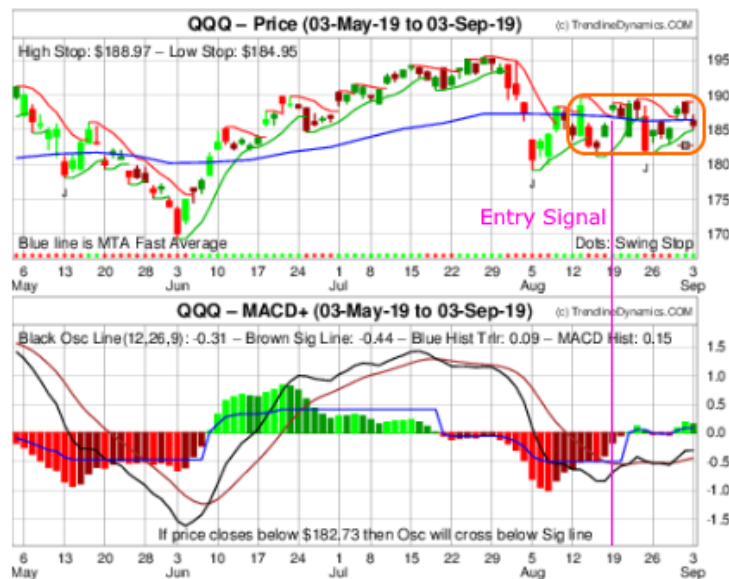 QQQ – Price (03-May-19 to 03-Sep-19)
(c) TrendlineDynamics.COM
High Stop: $188.97 – Low Stop: $184.95
195
190
185
180
175
170
J
J
J
Entry Signal
Blue line is MTA Fast Average
Dots: Swing Stop
6 13 20 28 3 10 17 24 1 8 15 22 29 5 12 19 26 3
May Jun Jul Aug Sep
QQQ – MACD+ (03-May-19 to 03-Sep-19)
(c) TrendlineDynamics.COM
Black Osc Line(12,26,9): -0.31 – Brown Sig Line: -0.44 – Blue Hist Trlr: 0.09 – MACD Hist: 0.15
1.5
1.0
0.5
0.0
-0.5
-1.0
-1.5
If price closes below $182.73 then Osc will cross below Sig line
6 13 20 28 3 10 17 24 1 8 15 22 29 5 12 19 26 3
May Jun Jul Aug Sep